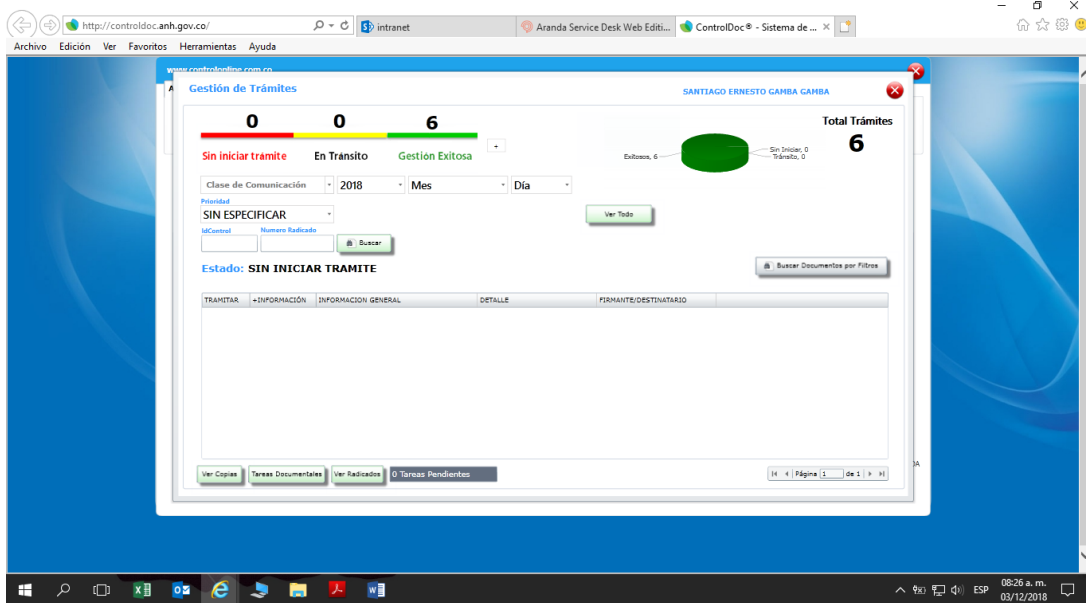 http://controldoc.anh.gov.co/
intranet
Aranda Service Desk Web Editi...
ControlDoc® - Sistema de ...
Archivo Edición Ver Favoritos Herramientas Ayuda
www.controlonline.com.co
Gestión de Trámites
SANTIAGO ERNESTO GAMBA GAMBA
0 0 6
Sin iniciar trámite En Tránsito Gestión Exitosa
+
Exitosos, 6
Sin Iniciar, 0
Tránsito, 0
Total Trámites
6
Clase de Comunicación 2018 Mes Día
Prioridad
SIN ESPECIFICAR
Ver Todo
IdControl Numero Radicado
Buscar
Estado: SIN INICIAR TRAMITE
Buscar Documentos por Filtros
TRAMITAR +INFORMACIÓN INFORMACION GENERAL DETALLE FIRMANTE/DESTINATARIO
Ver Copias Tareas Documentales Ver Radicados 0 Tareas Pendientes
Página 1 de 1
ESP
08:26 a. m.
03/12/2018